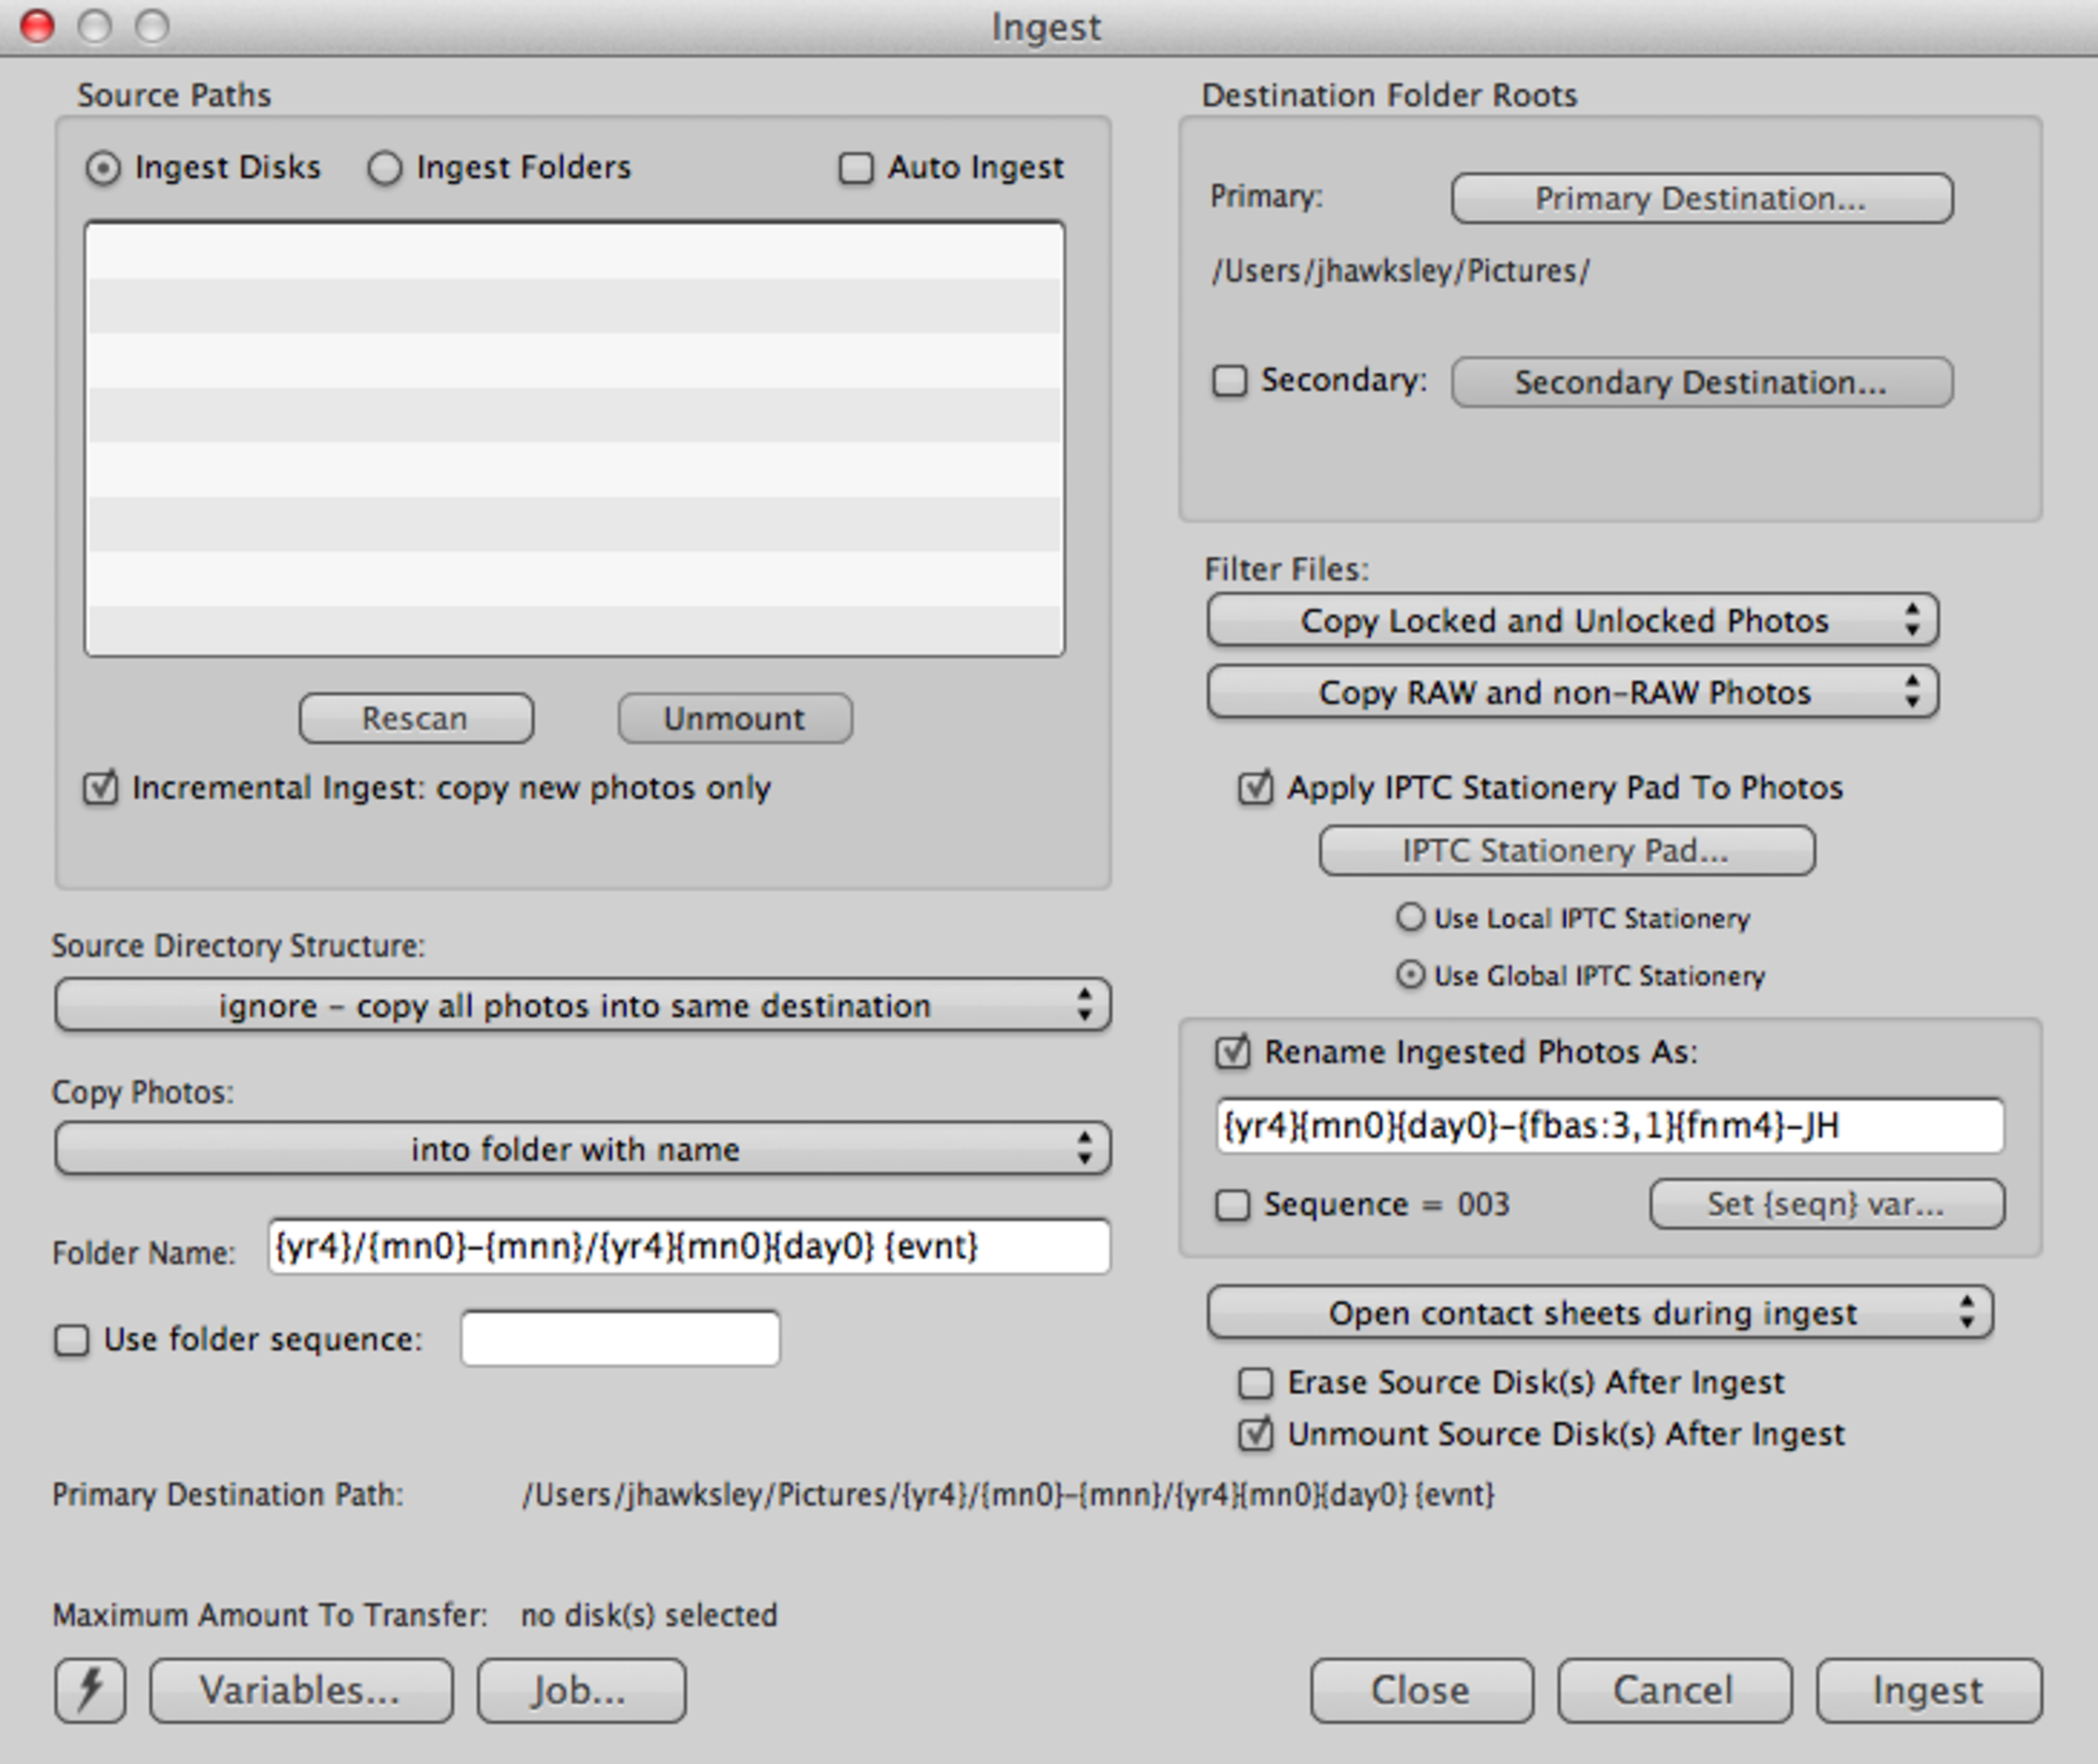 Ingest
Source Paths
Ingest Disks Ingest Folders Auto Ingest
Rescan Unmount
Incremental Ingest: copy new photos only
Source Directory Structure:
ignore – copy all photos into same destination
Copy Photos:
into folder with name
Folder Name: {yr4}/{mn0}–{mnn}/{yr4}{mn0}{day0} {evnt}
Use folder sequence:
Destination Folder Roots
Primary: Primary Destination...
/Users/jhawksley/Pictures/
Secondary: Secondary Destination...
Filter Files:
Copy Locked and Unlocked Photos
Copy RAW and non–RAW Photos
Apply IPTC Stationery Pad To Photos
IPTC Stationery Pad...
Use Local IPTC Stationery
Use Global IPTC Stationery
Rename Ingested Photos As:
{yr4}{mn0}{day0}–{fbas:3,1}{fnm4}–JH
Sequence = 003 Set {seqn} var...
Open contact sheets during ingest
Erase Source Disk(s) After Ingest
Unmount Source Disk(s) After Ingest
Primary Destination Path: /Users/jhawksley/Pictures/{yr4}/{mn0}–{mnn}/{yr4}{mn0}{day0} {evnt}
Maximum Amount To Transfer: no disk(s) selected
Variables... Job... Close Cancel Ingest